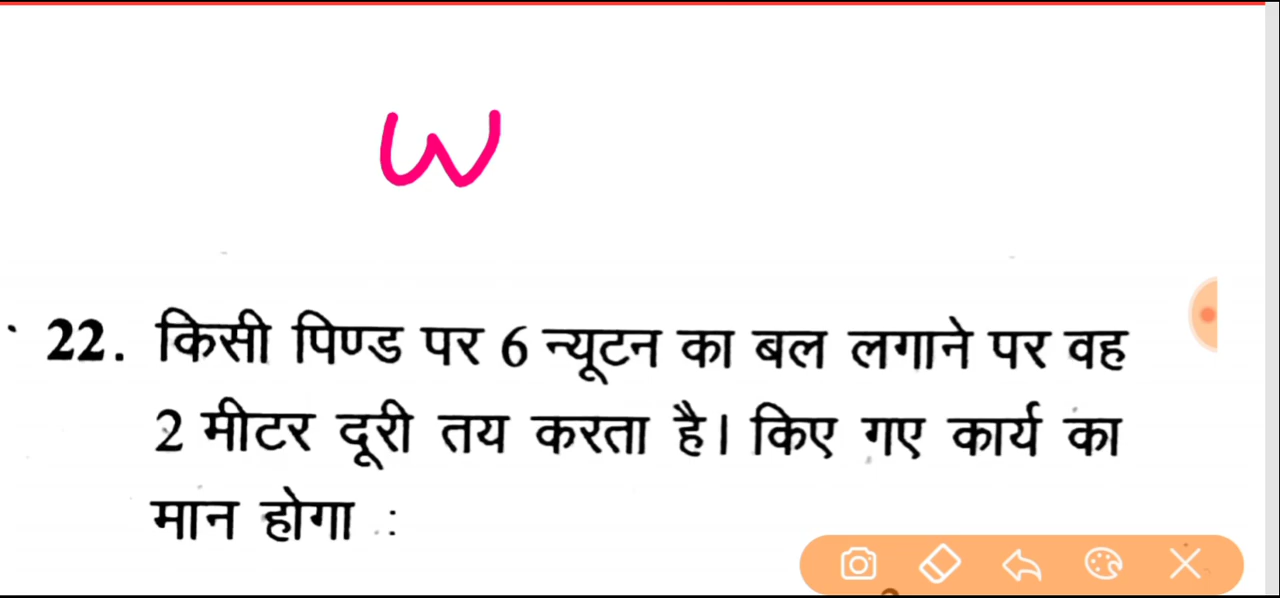 W
22. किसी पिण्ड पर 6 न्यूटन का बल लगाने पर वह
2 मीटर दूरी तय करता है। किए गए कार्य का
मान होगा :